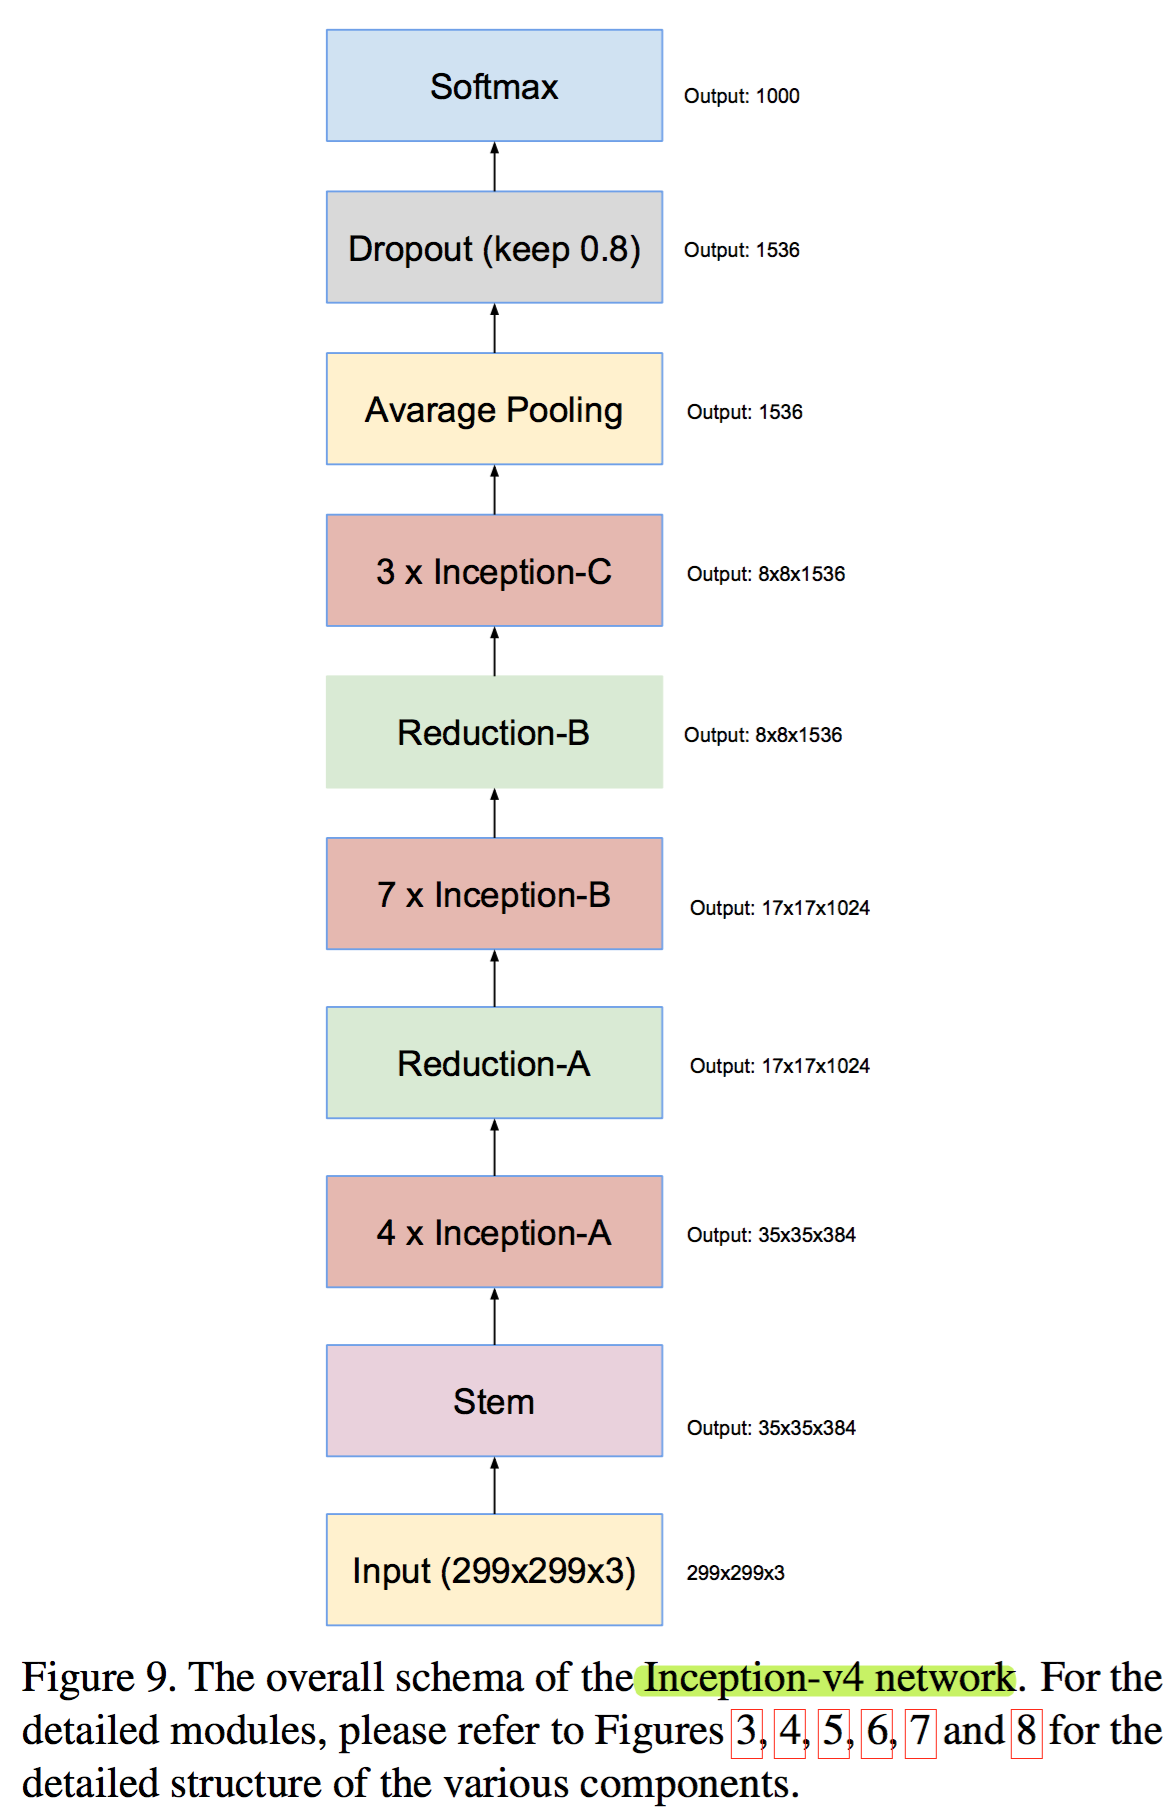 Softmax
Output: 1000
Dropout (keep 0.8)
Output: 1536
Avarage Pooling
Output: 1536
3 x Inception-C
Output: 8x8x1536
Reduction-B
Output: 8x8x1536
7 x Inception-B
Output: 17x17x1024
Reduction-A
Output: 17x17x1024
4 x Inception-A
Output: 35x35x384
Stem
Output: 35x35x384
Input (299x299x3)
299x299x3
Figure 9. The overall schema of the Inception-v4 network. For the
detailed modules, please refer to Figures 3, 4, 5, 6, 7 and 8 for the
detailed structure of the various components.